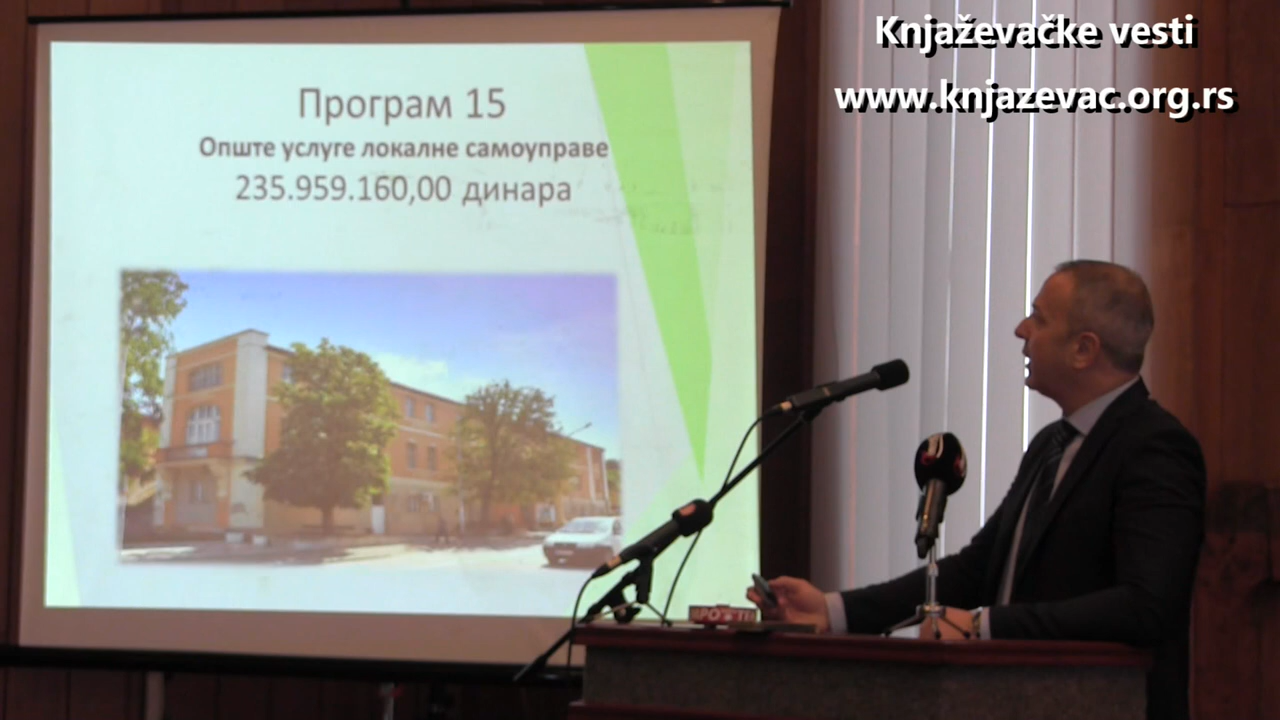 Knjaževačke vesti
www.knjazevac.org.rs
Програм 15
Опште услуге локалне самоуправе
235.959.160,00 динара